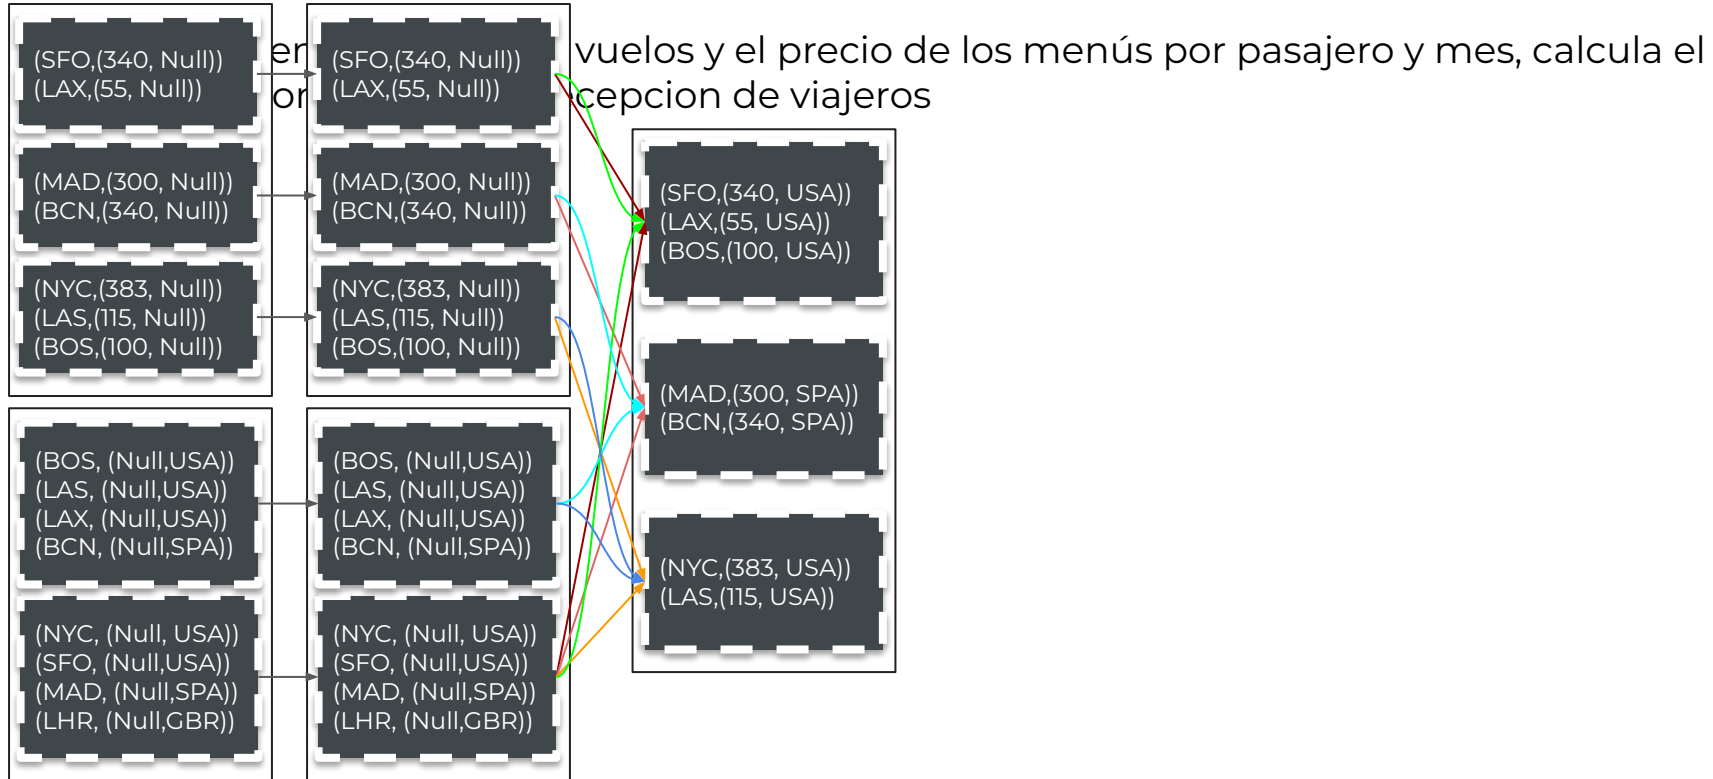 vuelos y el precio de los menús por pasajero y mes, calcula el
cepcion de viajeros
(SFO,(340, Null))
(LAX,(55, Null))
(MAD,(300, Null))
(BCN,(340, Null))
(NYC,(383, Null))
(LAS,(115, Null))
(BOS,(100, Null))
(BOS, (Null,USA))
(LAS, (Null,USA))
(LAX, (Null,USA))
(BCN, (Null,SPA))
(NYC, (Null, USA))
(SFO, (Null,USA))
(MAD, (Null,SPA))
(LHR, (Null,GBR))
(SFO,(340, Null))
(LAX,(55, Null))
(MAD,(300, Null))
(BCN,(340, Null))
(NYC,(383, Null))
(LAS,(115, Null))
(BOS,(100, Null))
(BOS, (Null,USA))
(LAS, (Null,USA))
(LAX, (Null,USA))
(BCN, (Null,SPA))
(NYC, (Null, USA))
(SFO, (Null,USA))
(MAD, (Null,SPA))
(LHR, (Null,GBR))
(SFO,(340, USA))
(LAX,(55, USA))
(BOS,(100, USA))
(MAD,(300, SPA))
(BCN,(340, SPA))
(NYC,(383, USA))
(LAS,(115, USA))